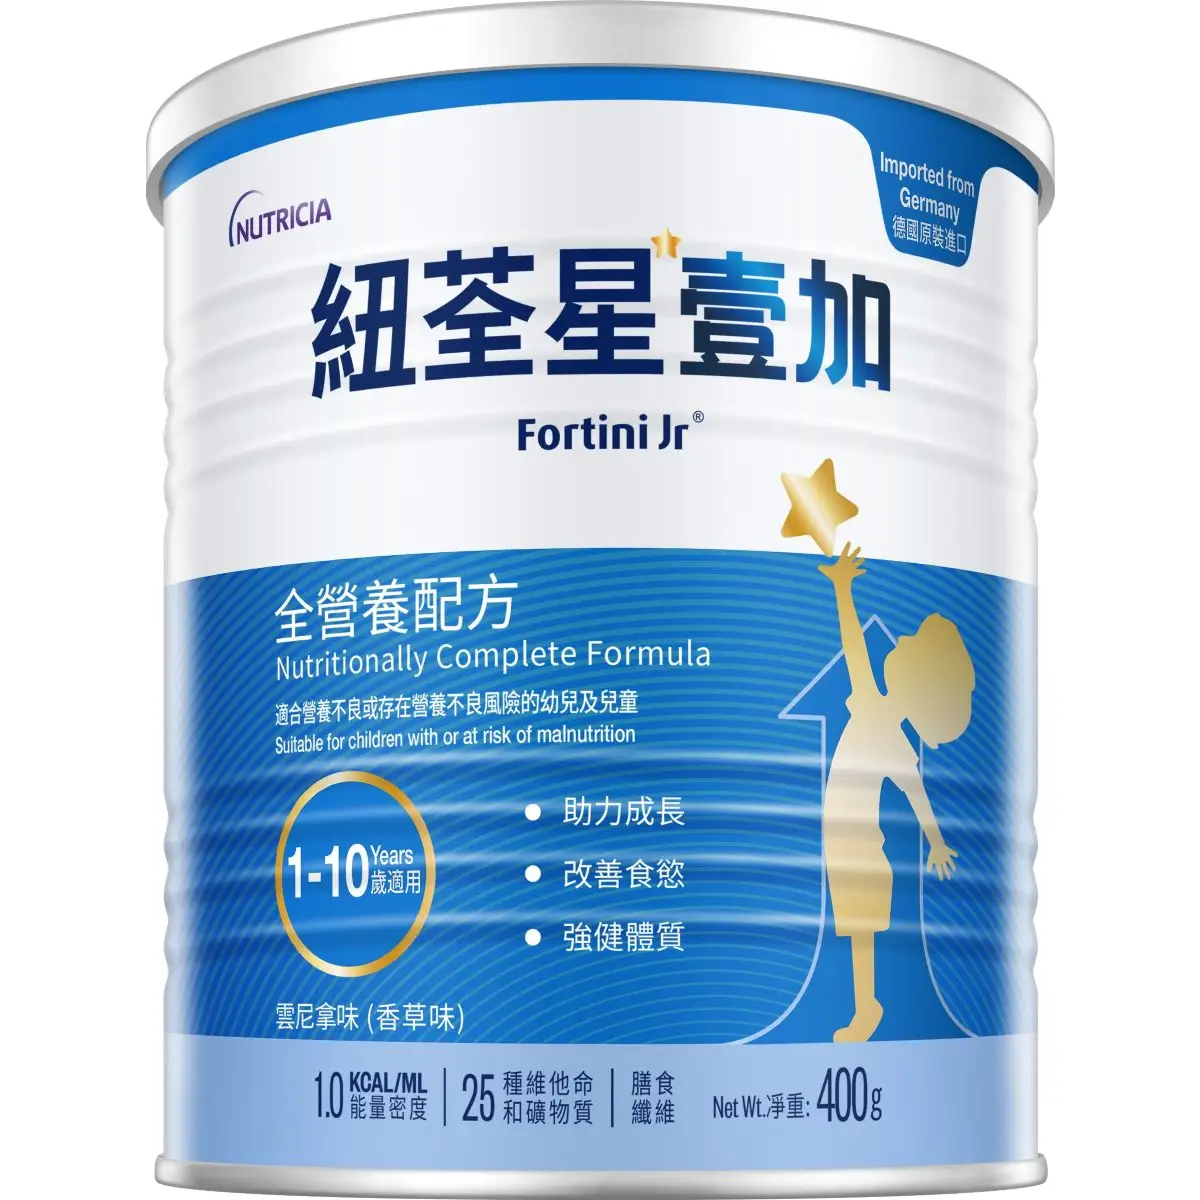 Imported from
Germany
德國原裝進口
NUTRICIA
紐荃星壹加
Fortini Jr®
全營養配方
Nutritionally Complete Formula
適合營養不良或存在營養不良風險的幼兒及兒童
Suitable for children with or at risk of malnutrition
1-10 Years
歲適用
助力成長
改善食慾
強健體質
雲尼拿味 (香草味)
1.0 KCAL/ML
能量密度
25 種維他命
和礦物質
膳食
纖維
Net Wt.淨重: 400g